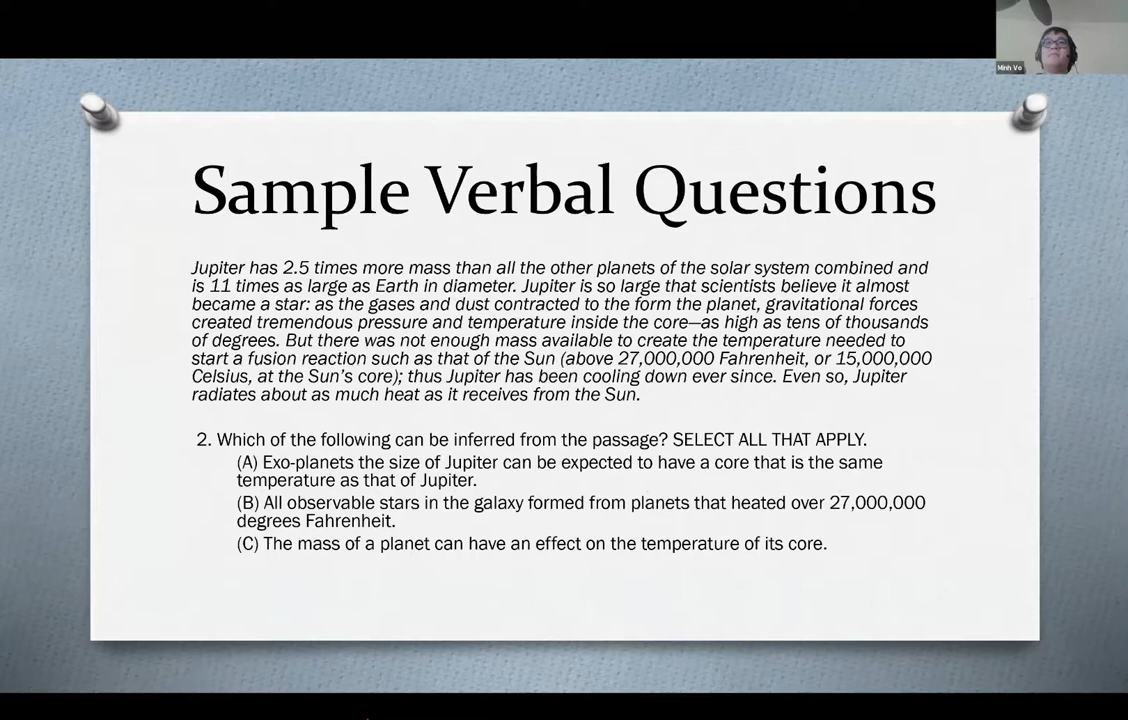 Minh Vo
Sample Verbal Questions
Jupiter has 2.5 times more mass than all the other planets of the solar system combined and
is 11 times as large as Earth in diameter. Jupiter is so large that scientists believe it almost
became a star: as the gases and dust contracted to the form the planet, gravitational forces
created tremendous pressure and temperature inside the core—as high as tens of thousands
of degrees. But there was not enough mass available to create the temperature needed to
start a fusion reaction such as that of the Sun (above 27,000,000 Fahrenheit, or 15,000,000
Celsius, at the Sun's core); thus Jupiter has been cooling down ever since. Even so, Jupiter
radiates about as much heat as it receives from the Sun.
2. Which of the following can be inferred from the passage? SELECT ALL THAT APPLY.
(A) Exo-planets the size of Jupiter can be expected to have a core that is the same
temperature as that of Jupiter.
(B) All observable stars in the galaxy formed from planets that heated over 27,000,000
degrees Fahrenheit.
(C) The mass of a planet can have an effect on the temperature of its core.